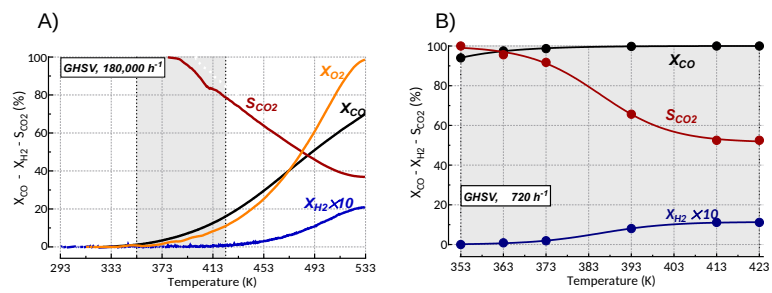 A)
B)
100
80
60
40
20
0
X_CO - X_H2 - S_CO2 (%)
GHSV, 180,000 h⁻¹
X_O2
X_CO
S_CO2
X_H2 ×10
293 333 373 413 453 493 533
Temperature (K)
100
80
60
40
20
0
X_CO - X_H2 - S_CO2 (%)
X_CO
S_CO2
GHSV, 720 h⁻¹
X_H2 ×10
353 363 373 383 393 403 413 423
Temperature (K)